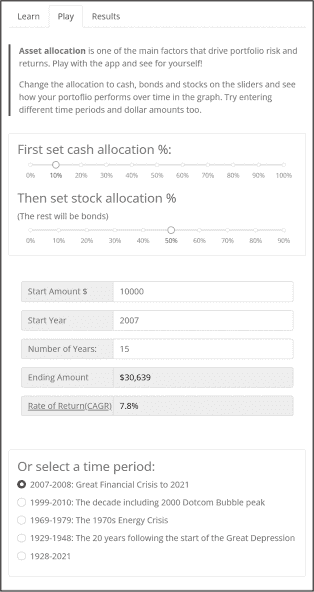 Learn Play Results
Asset allocation is one of the main factors that drive portfolio risk and
returns. Play with the app and see for yourself!
Change the allocation to cash, bonds and stocks on the sliders and see
how your portoflio performs over time in the graph. Try entering
different time periods and dollar amounts too.
First set cash allocation %:
0% 10% 20% 30% 40% 50% 60% 70% 80% 90% 100%
Then set stock allocation %
(The rest will be bonds)
0% 10% 20% 30% 40% 50% 60% 70% 80% 90%
Start Amount $ 10000
Start Year 2007
Number of Years: 15
Ending Amount $30,639
Rate of Return(CAGR) 7.8%
Or select a time period:
2007-2008: Great Financial Crisis to 2021
1999-2010: The decade including 2000 Dotcom Bubble peak
1969-1979: The 1970s Energy Crisis
1929-1948: The 20 years following the start of the Great Depression
1928-2021